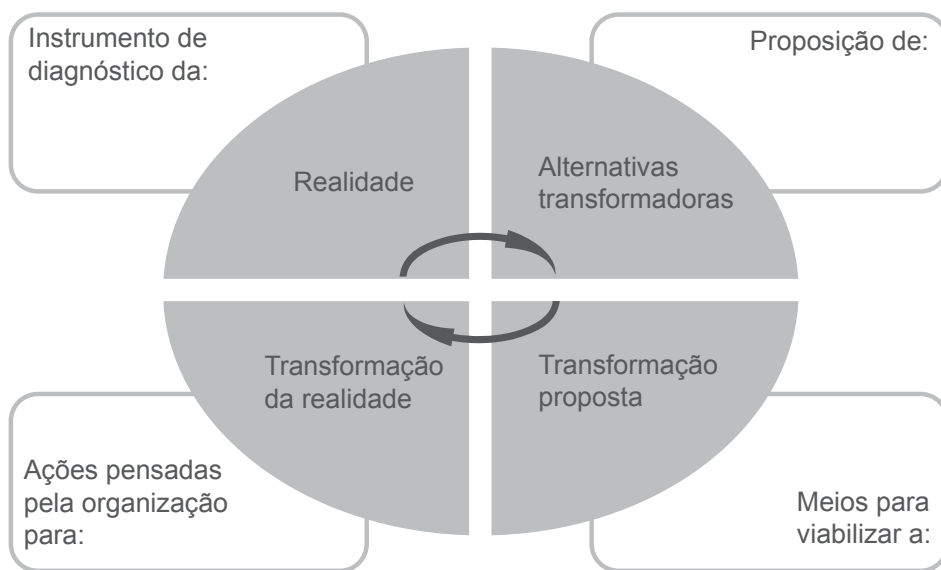 Instrumento de
diagnóstico da:
Realidade
Proposição de:
Alternativas
transformadoras
Ações pensadas
pela organização
para:
Transformação
da realidade
Meios para
viabilizar a:
Transformação
proposta